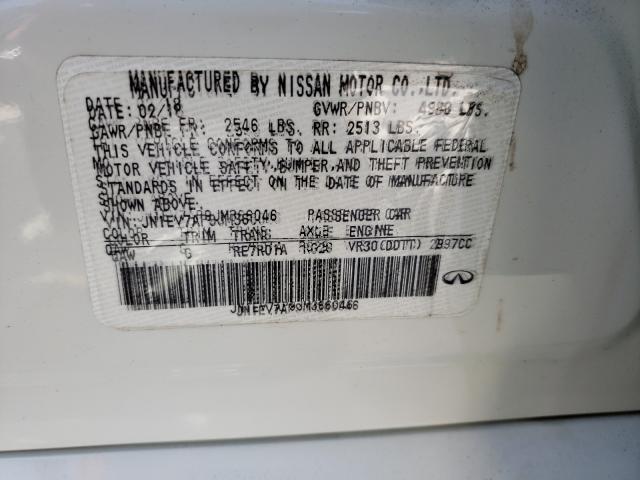 MANUFACTURED BY NISSAN MOTOR CO.,LTD.
DATE: 02/18 GVWR/PNBV: LBS.
GAWR/PNBE FR: 2546 LBS. RR: 2513 LBS.
THIS VEHICLE CONFORMS TO ALL APPLICABLE FEDERAL
MOTOR VEHICLE SAFETY, BUMPER, AND THEFT PREVENTION
STANDARDS IN EFFECT ON THE DATE OF MANUFACTURE
SHOWN ABOVE.
VIN: PASSENGER CAR
COLOR TRIM TRANS AXLE ENGINE
QAW G RE7R01A VR30(DDTT) 2997CC